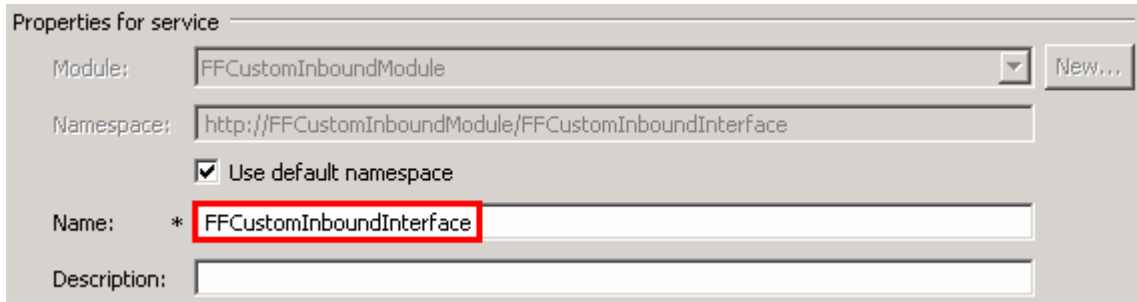 Properties for service
Module: FFCustomInboundModule New...
Namespace: http://FFCustomInboundModule/FFCustomInboundInterface
Use default namespace
Name: * FFCustomInboundInterface
Description: